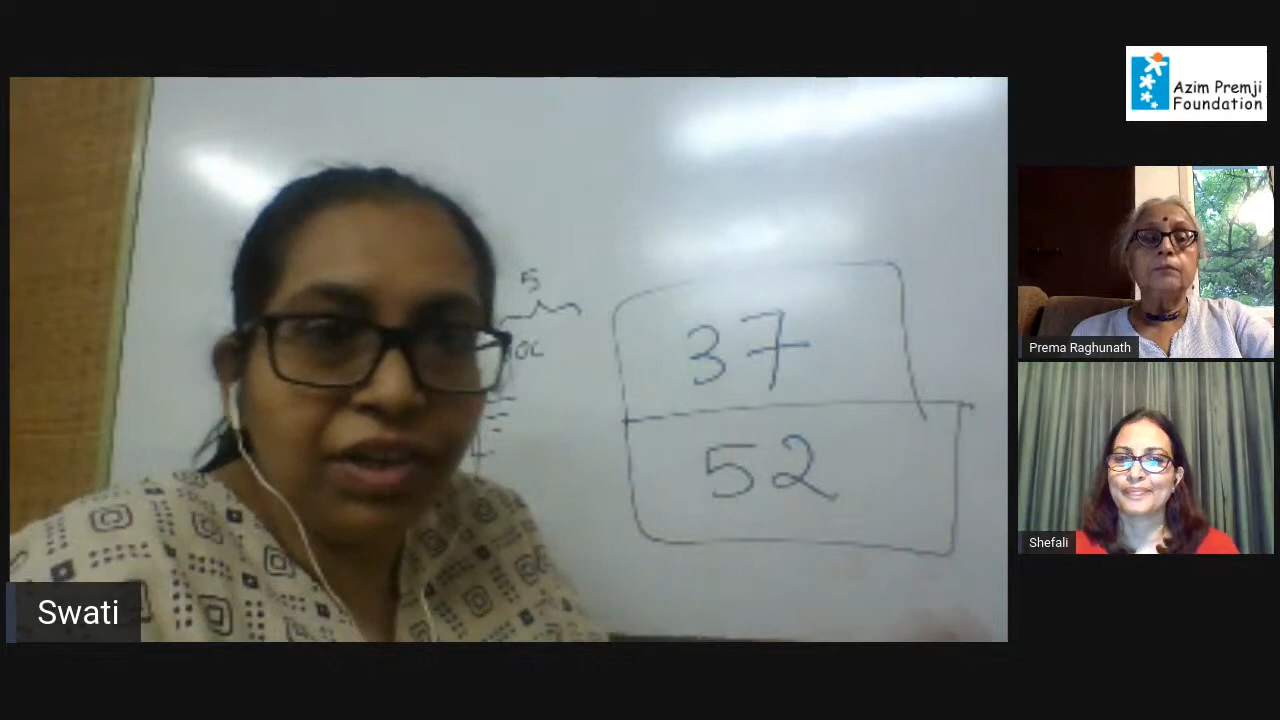 Azim Premji
Foundation
5
37
52
Prema Raghunath
Shefali
Swati